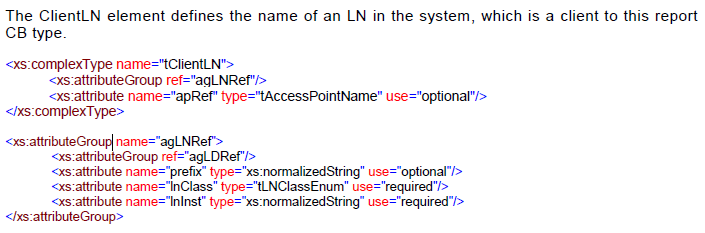 The ClientLN element defines the name of an LN in the system, which is a client to this report
CB type.
<xs:complexType name="tClientLN">
<xs:attributeGroup ref="agLNRef"/>
<xs:attribute name="apRef" type="tAccessPointName" use="optional"/>
</xs:complexType>
<xs:attributeGroup name="agLNRef">
<xs:attributeGroup ref="agLDRef"/>
<xs:attribute name="prefix" type="xs:normalizedString" use="optional"/>
<xs:attribute name="lnClass" type="tLNClassEnum" use="required"/>
<xs:attribute name="lnInst" type="xs:normalizedString" use="required"/>
</xs:attributeGroup>